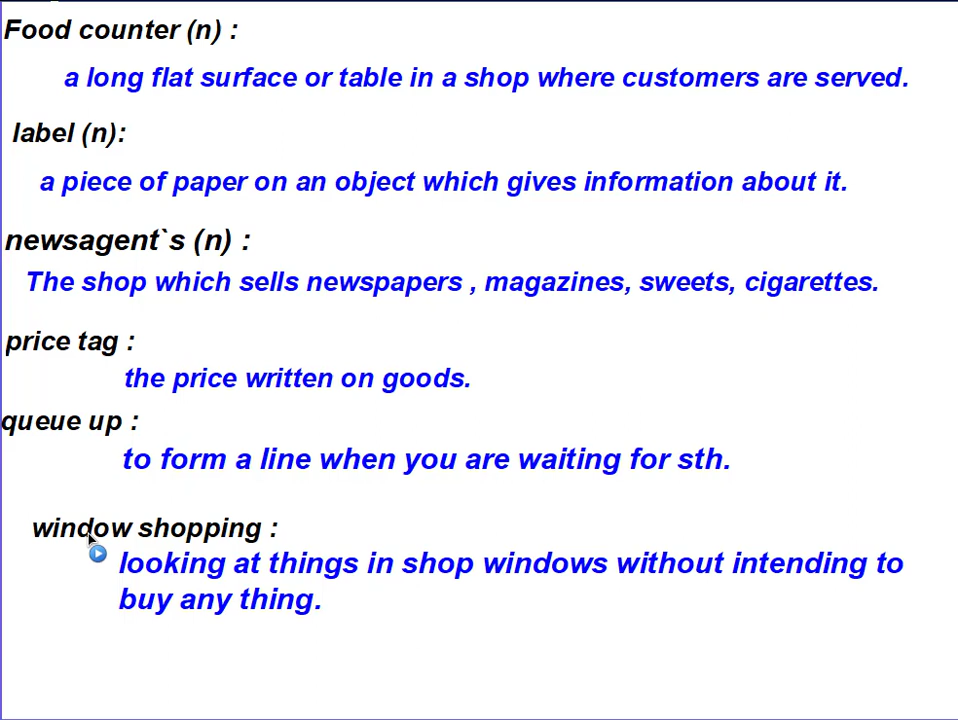 Food counter (n) :
a long flat surface or table in a shop where customers are served.
label (n):
a piece of paper on an object which gives information about it.
newsagent`s (n) :
The shop which sells newspapers , magazines, sweets, cigarettes.
price tag :
the price written on goods.
queue up :
to form a line when you are waiting for sth.
window shopping :
looking at things in shop windows without intending to
buy any thing.